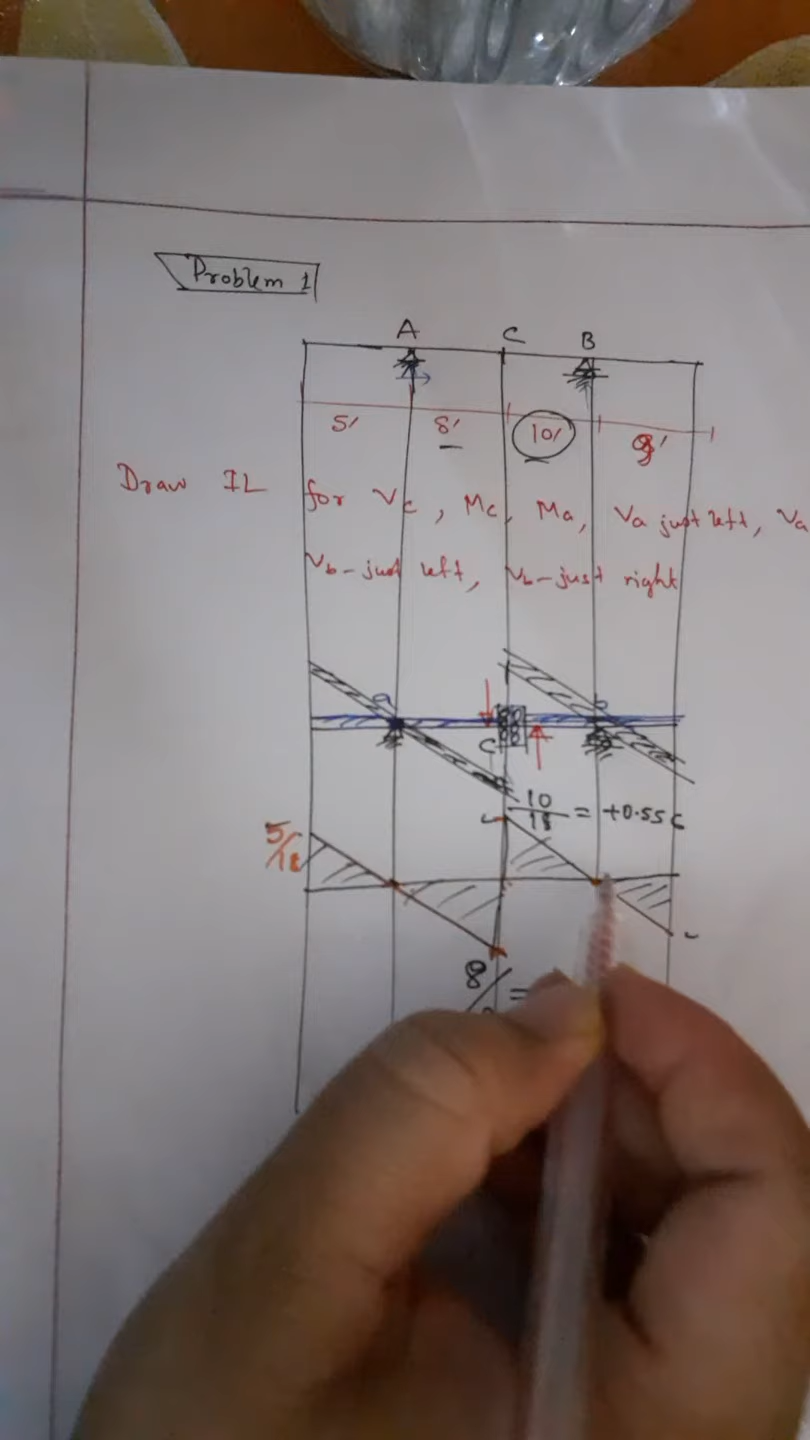 Problem 1
A C B
5' 8' 10'
Draw IL for Vc, Mc, Ma, Va just left, Va
Vb-just left, Vb-just right
a b
C
10/18 = +0.55
5/18
8/ =